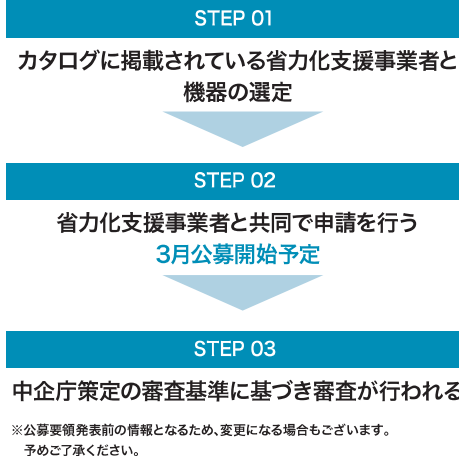 STEP 01
カタログに掲載されている省力化支援事業者と
機器の選定
STEP 02
省力化支援事業者と共同で申請を行う
3月公募開始予定
STEP 03
中企庁策定の審査基準に基づき審査が行われる
※公募要領発表前の情報となるため、変更になる場合もございます。
予めご了承ください。